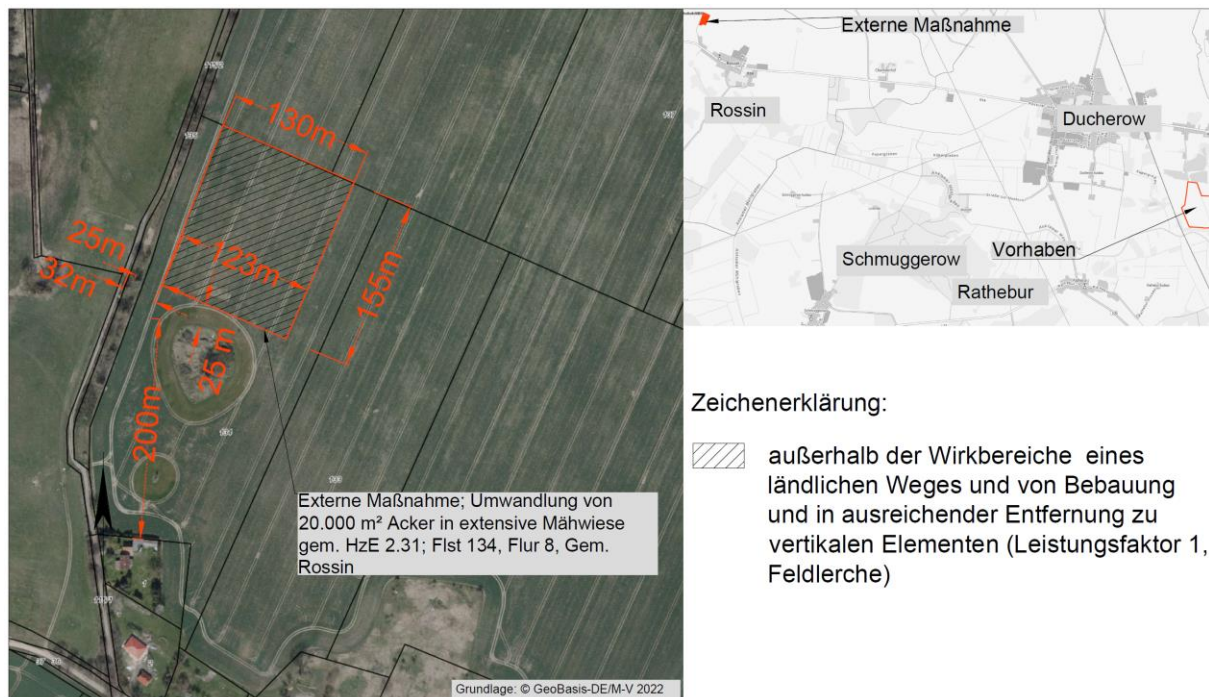 130m
123m
155m
25m
32m
25 m
200m
134
133
Externe Maßnahme; Umwandlung von
20.000 m² Acker in extensive Mähwiese
gem. HzE 2.31; Flst 134, Flur 8, Gem.
Rossin
Grundlage: © GeoBasis-DE/M-V 2022
Externe Maßnahme
Rossin
Ducherow
Vorhaben
Schmuggerow
Rathebur
Zeichenerklärung:
außerhalb der Wirkbereiche eines
ländlichen Weges und von Bebauung
und in ausreichender Entfernung zu
vertikalen Elementen (Leistungsfaktor 1,
Feldlerche)